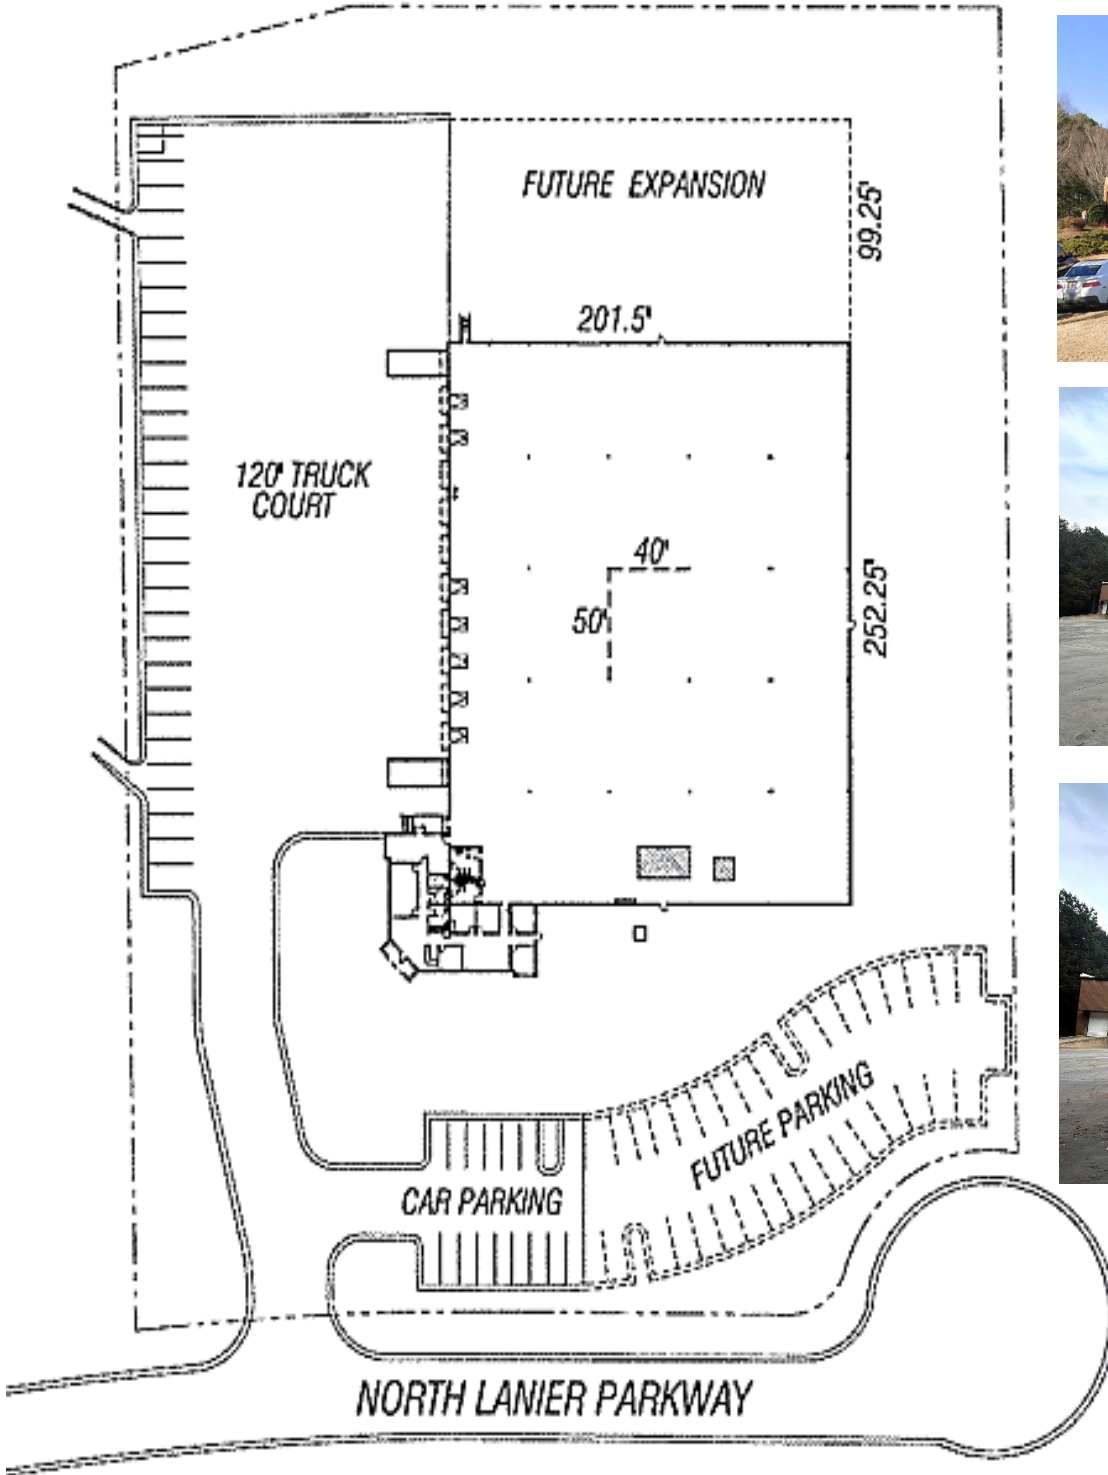 FUTURE EXPANSION
99.25'
201.5'
120' TRUCK
COURT
40'
50'
252.25'
FUTURE PARKING
CAR PARKING
NORTH LANIER PARKWAY